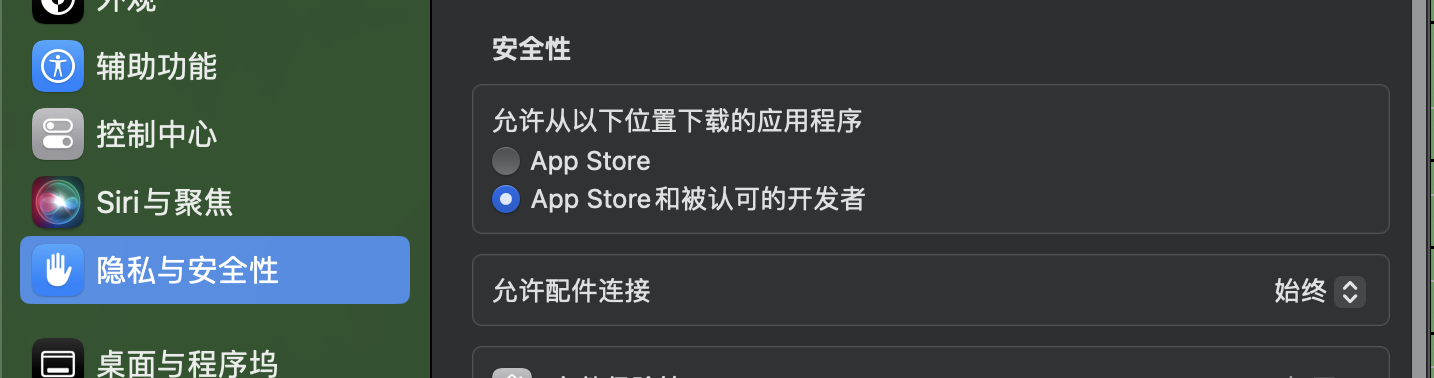 外观
辅助功能
控制中心
Siri与聚焦
隐私与安全性
桌面与程序坞
安全性
允许从以下位置下载的应用程序
App Store
App Store和被认可的开发者
允许配件连接
始终